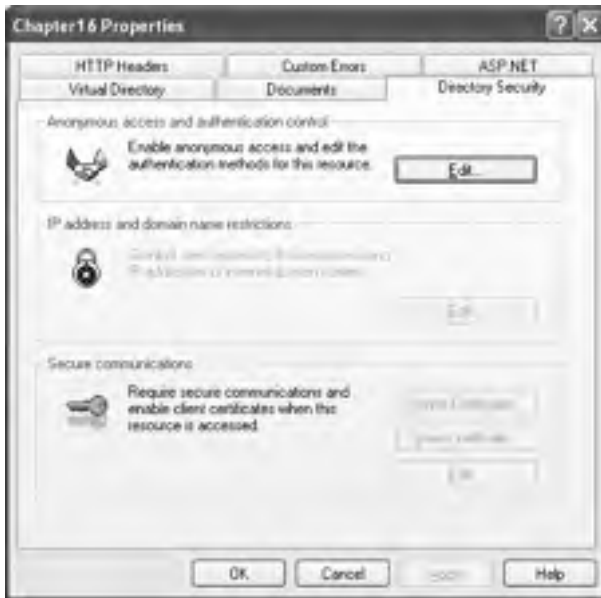 Chapter16 Properties
HTTP Headers
Custom Errors
ASP.NET
Virtual Directory
Documents
Directory Security
Anonymous access and authentication control
Enable anonymous access and edit the
authentication methods for this resource.
Edit...
IP address and domain name restrictions
Edit...
Secure communications
Require secure communications and
enable client certificates when this
resource is accessed.
Edit...
OK
Cancel
Help